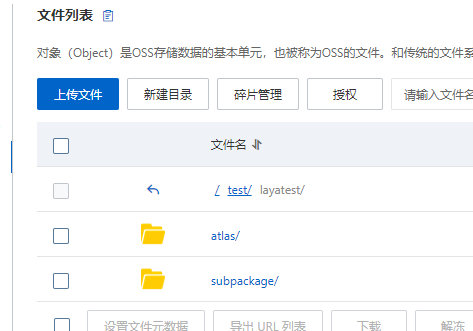 文件列表
对象（Object）是OSS存储数据的基本单元，也被称为OSS的文件。和传统的文件系
上传文件 新建目录 碎片管理 授权 请输入文件名
文件名
/ test/ layatest/
atlas/
subpackage/
设置文件元数据 导出 URL 列表 下载 解冻